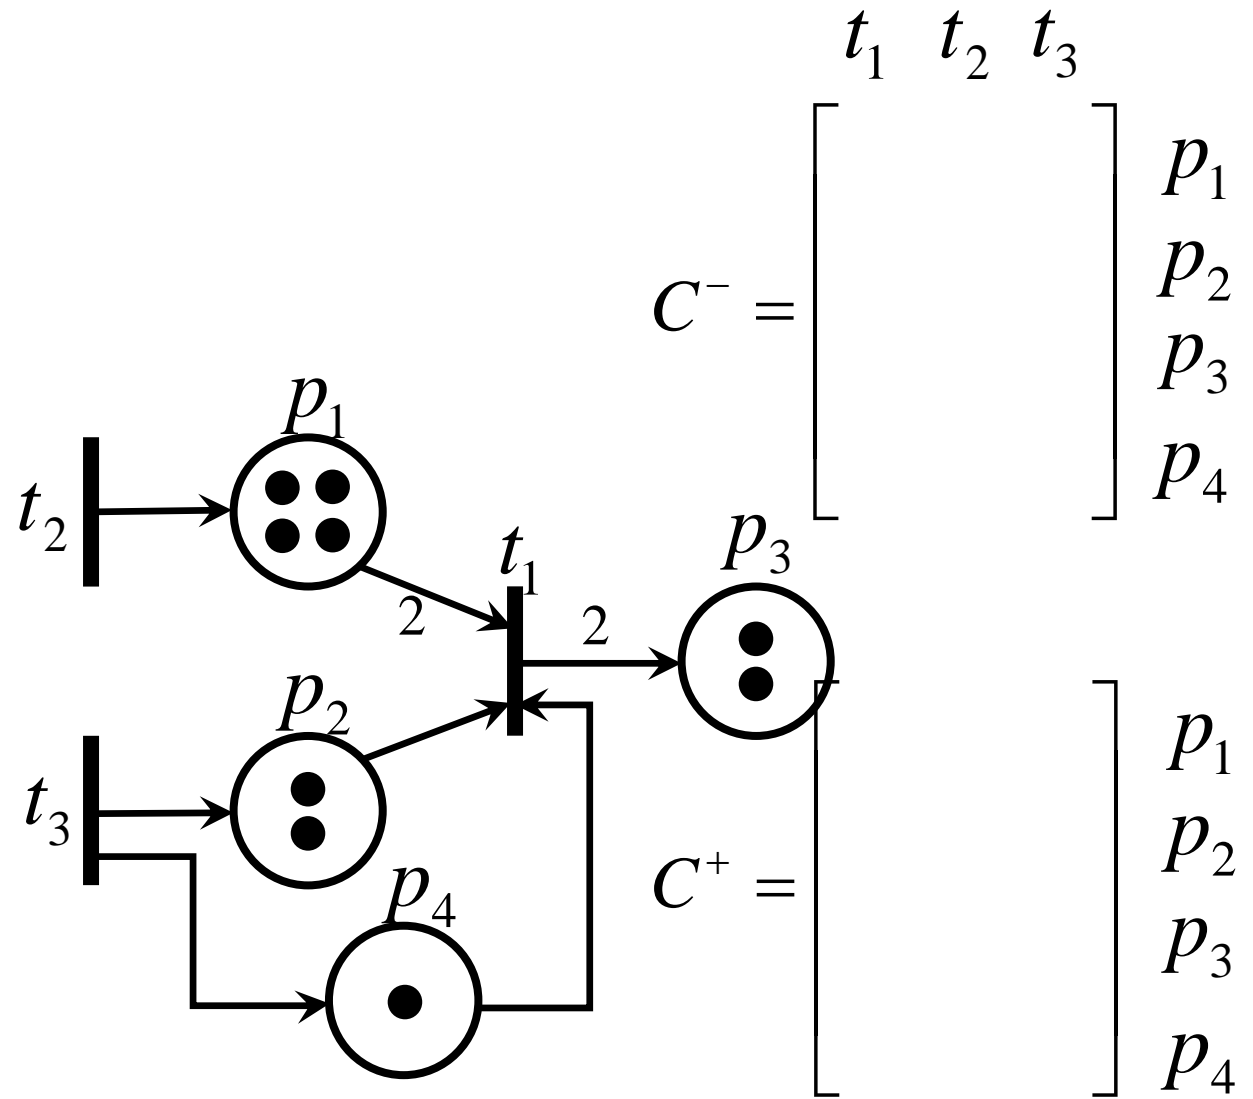 t₁ t₂ t₃
p₁
p₂
C⁻ =
p₃
p₁
p₄
t₂
p₃
t₁
2
2
p₂
p₁
t₃
p₂
C⁺ =
p₄
p₃
p₄